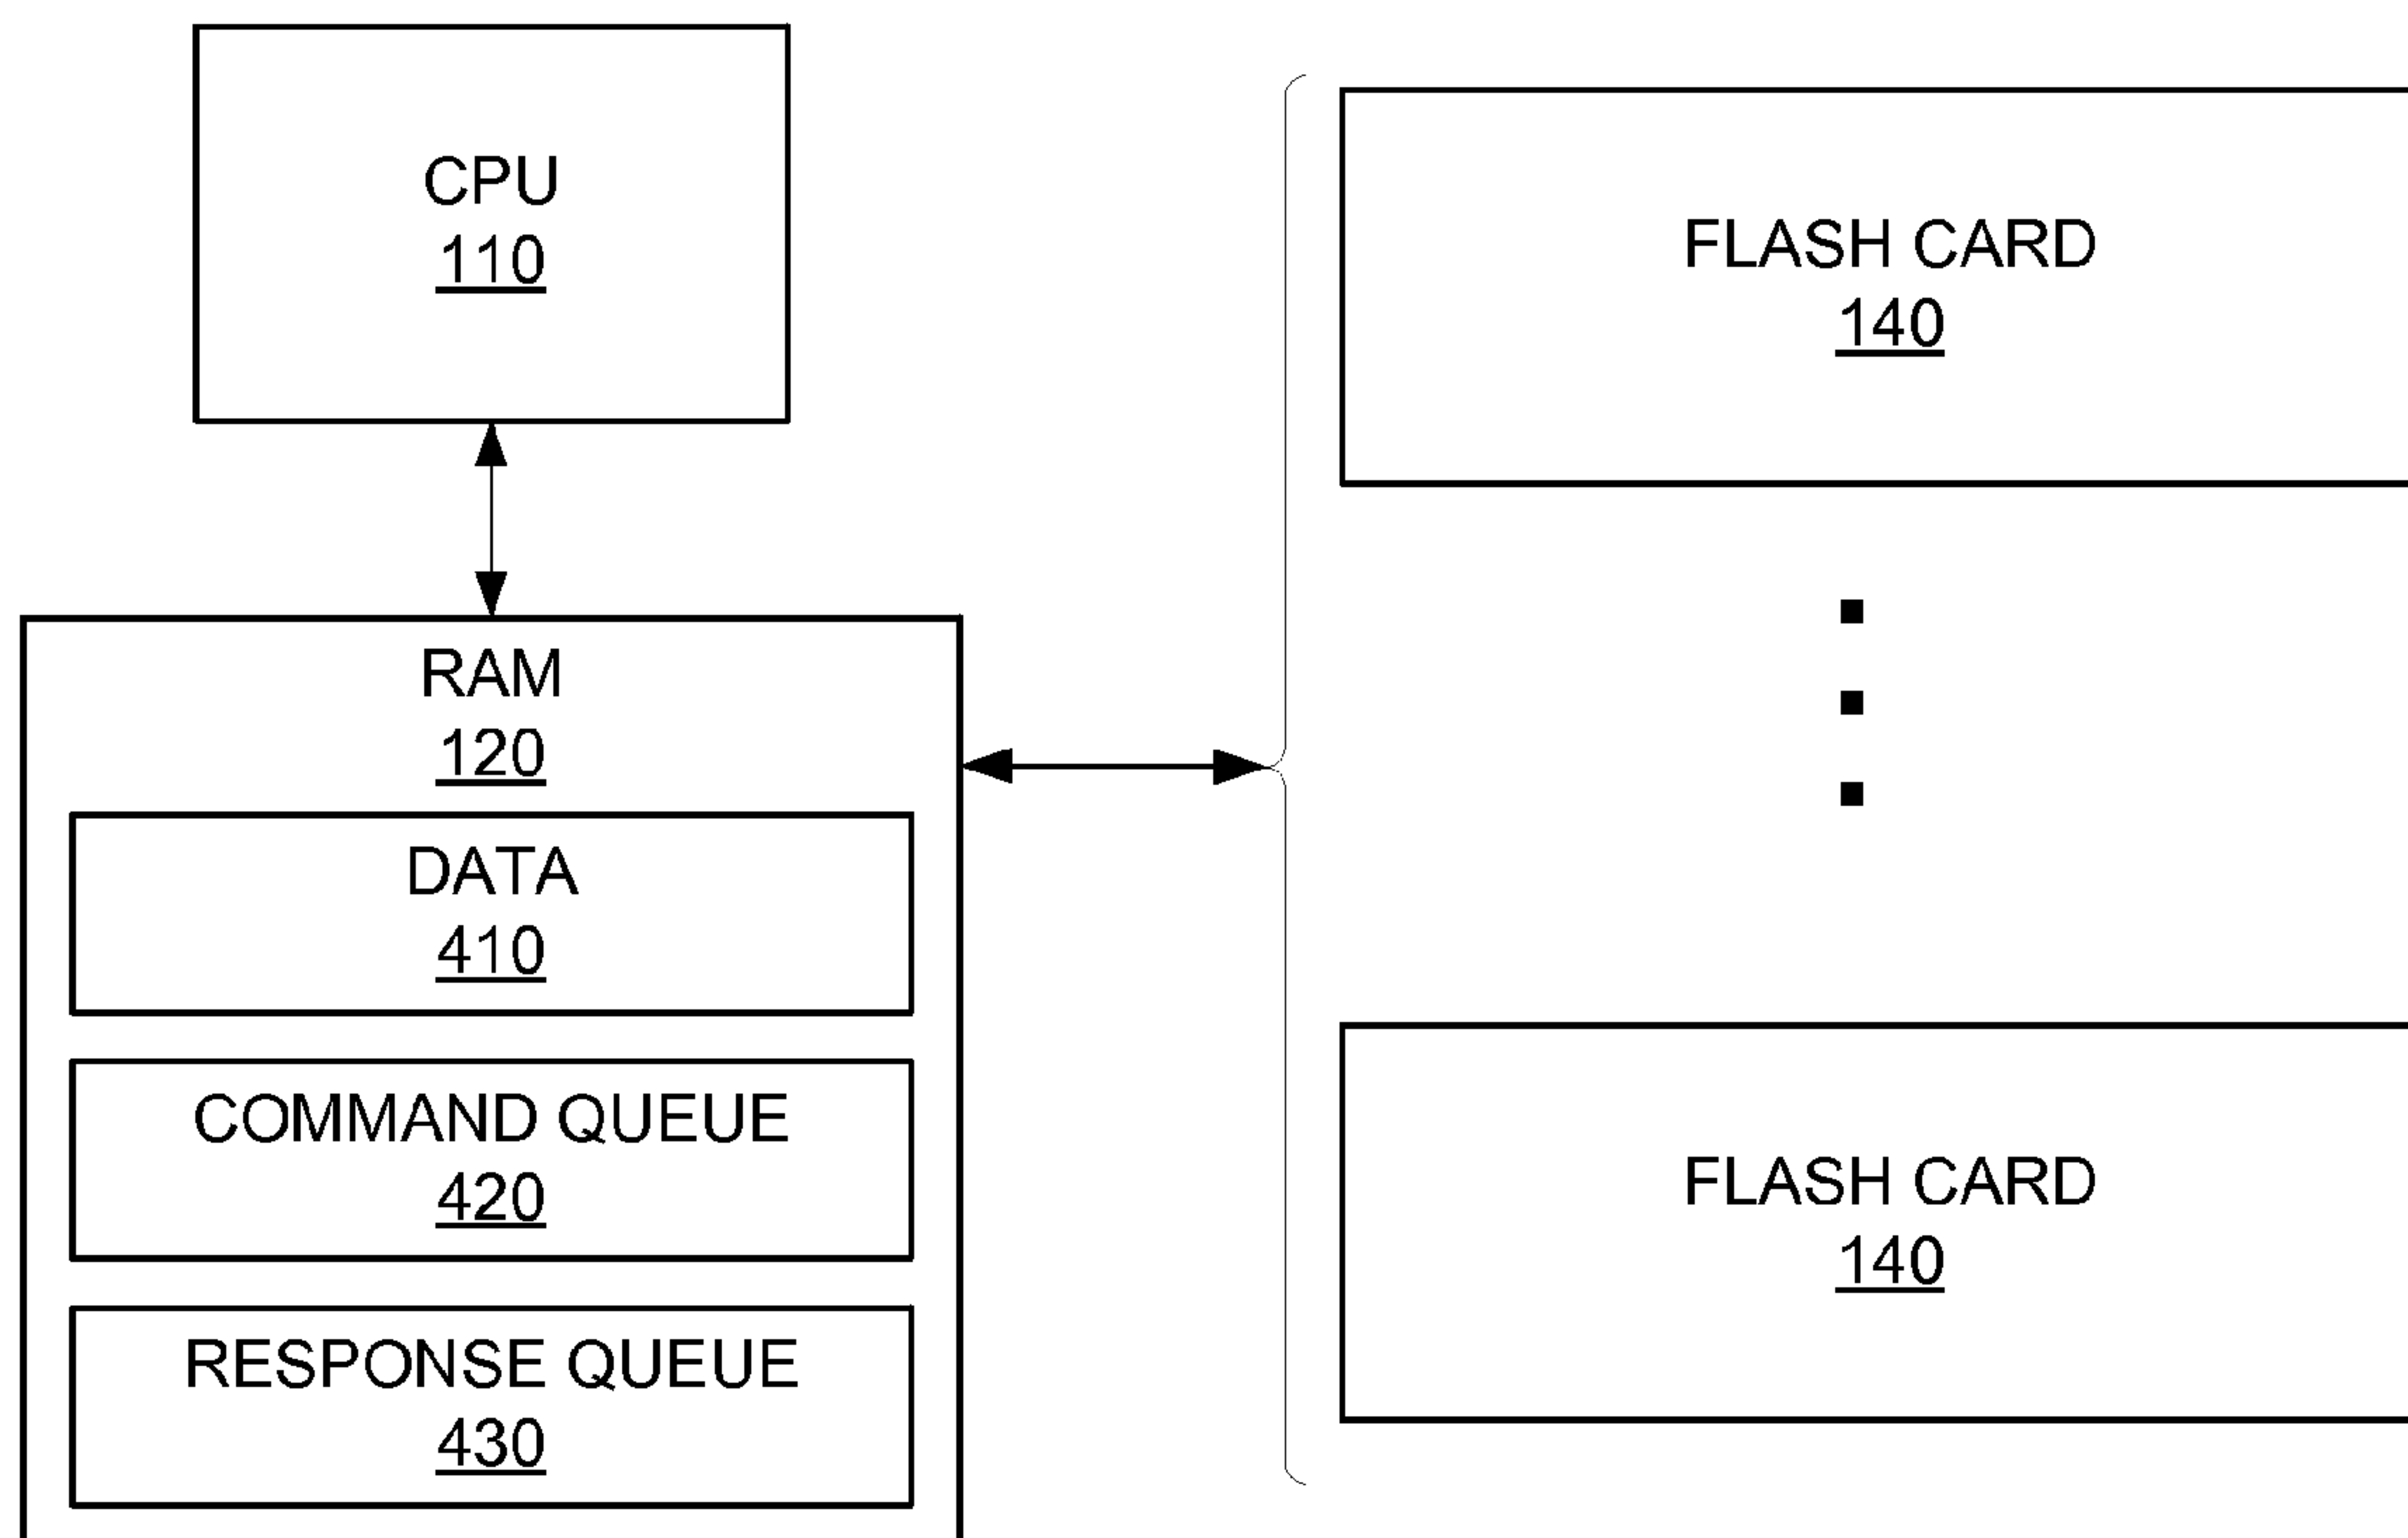 CPU
110
RAM
120
DATA
410
COMMAND QUEUE
420
RESPONSE QUEUE
430
FLASH CARD
140
FLASH CARD
140